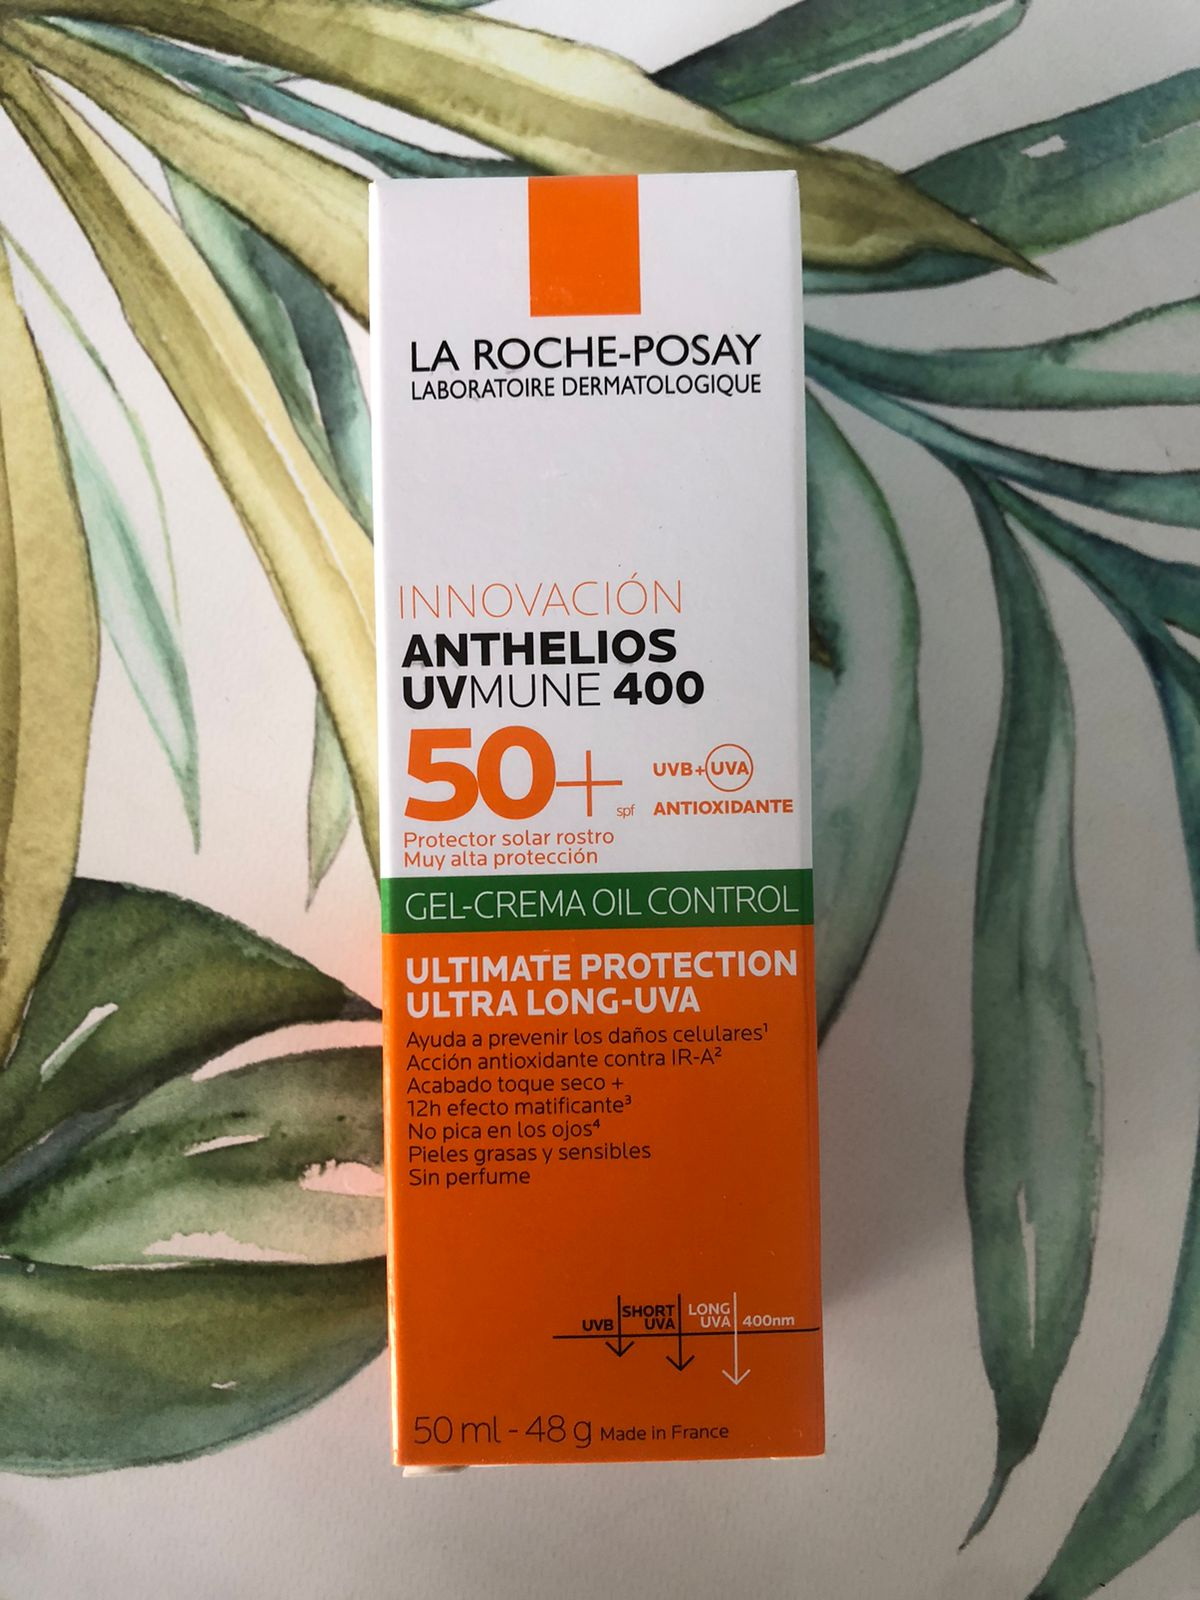 LA ROCHE-POSAY
LABORATOIRE DERMATOLOGIQUE
INNOVACIÓN
ANTHELIOS
UVMUNE 400
50+ spf
UVB+UVA
ANTIOXIDANTE
Protector solar rostro
Muy alta protección
GEL-CREMA OIL CONTROL
ULTIMATE PROTECTION
ULTRA LONG-UVA
Ayuda a prevenir los daños celulares¹
Acción antioxidante contra IR-A²
Acabado toque seco +
12h efecto matificante³
No pica en los ojos⁴
Pieles grasas y sensibles
Sin perfume
UVB
SHORT
UVA
LONG
UVA
400nm
50 ml - 48 g Made in France